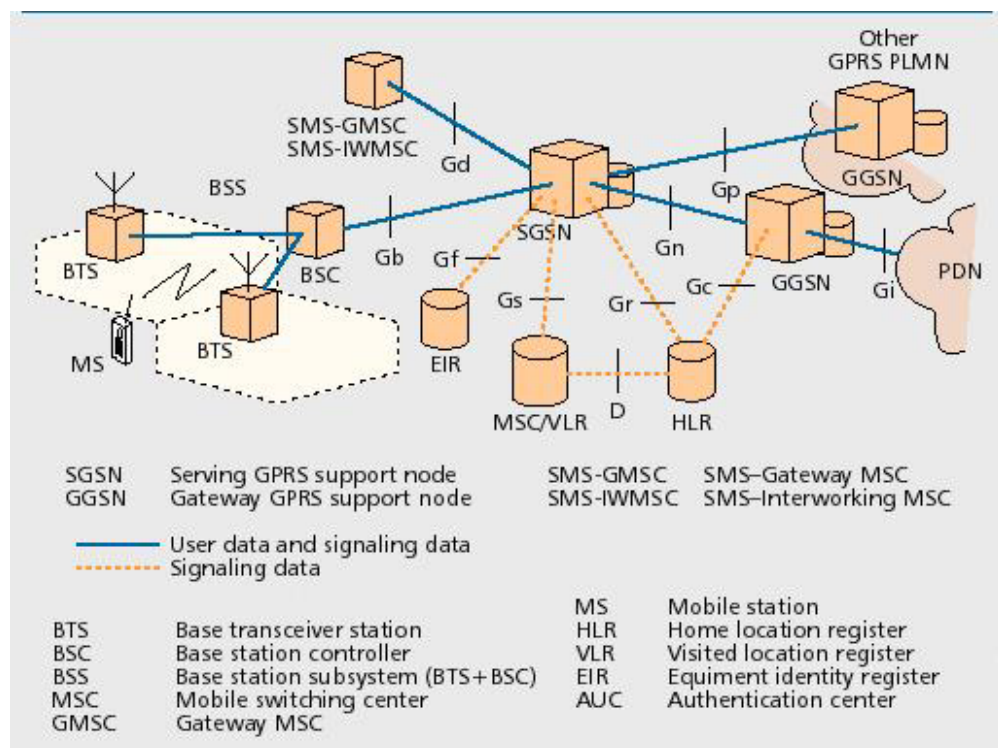 Other
GPRS PLMN
SMS-GMSC
SMS-IWMSC
Gd
BSS
Gp
GGSN
SGSN
BTS
BSC
Gb
Gf
Gn
Gc
GGSN
Gi
PDN
Gs
Gr
MS
BTS
EIR
D
MSC/VLR
HLR
SGSN Serving GPRS support node
GGSN Gateway GPRS support node
SMS-GMSC SMS–Gateway MSC
SMS-IWMSC SMS–Interworking MSC
User data and signaling data
Signaling data
BTS Base transceiver station
BSC Base station controller
BSS Base station subsystem (BTS+BSC)
MSC Mobile switching center
GMSC Gateway MSC
MS Mobile station
HLR Home location register
VLR Visited location register
EIR Equiment identity register
AUC Authentication center